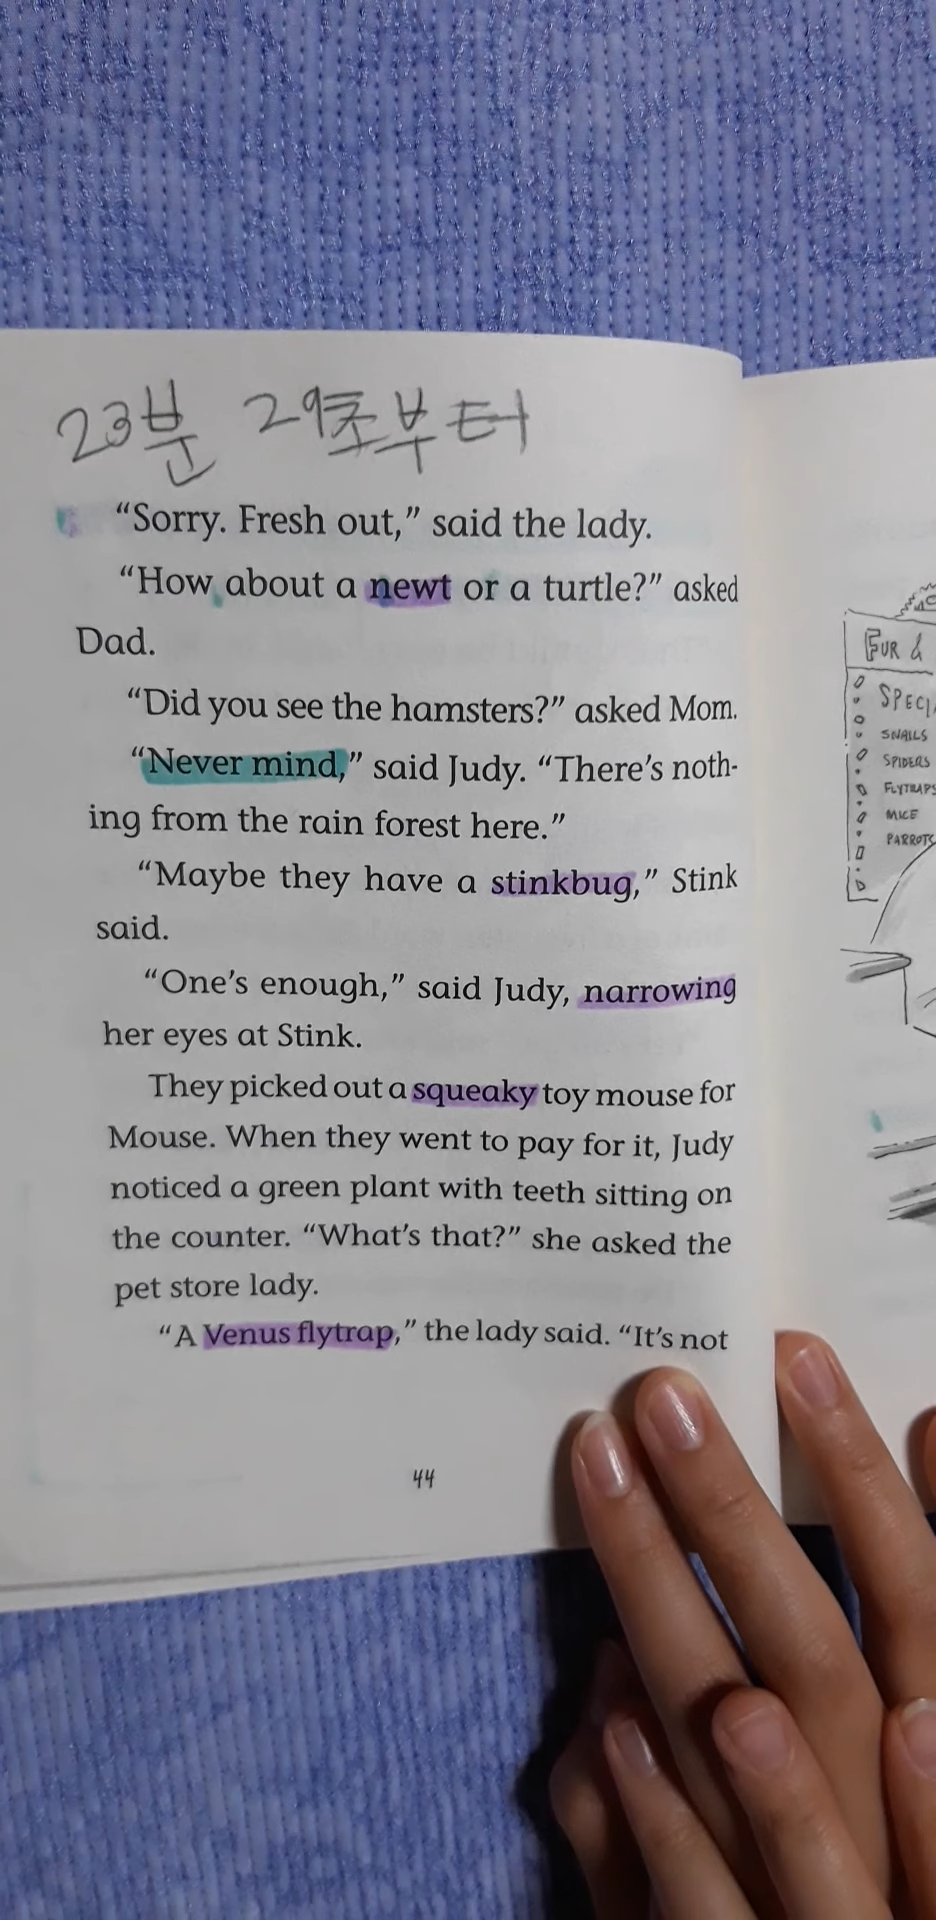 23분 29초부터
“Sorry. Fresh out,” said the lady.
“How about a newt or a turtle?” asked
Dad.
“Did you see the hamsters?” asked Mom.
“Never mind,” said Judy. “There’s noth-
ing from the rain forest here.”
“Maybe they have a stinkbug,” Stink
said.
“One’s enough,” said Judy, narrowing
her eyes at Stink.
They picked out a squeaky toy mouse for
Mouse. When they went to pay for it, Judy
noticed a green plant with teeth sitting on
the counter. “What’s that?” she asked the
pet store lady.
“A Venus flytrap,” the lady said. “It’s not
44
FUR &
SPECIA
SNAILS
SPIDERS
FLYTRAPS
MICE
PARROTS